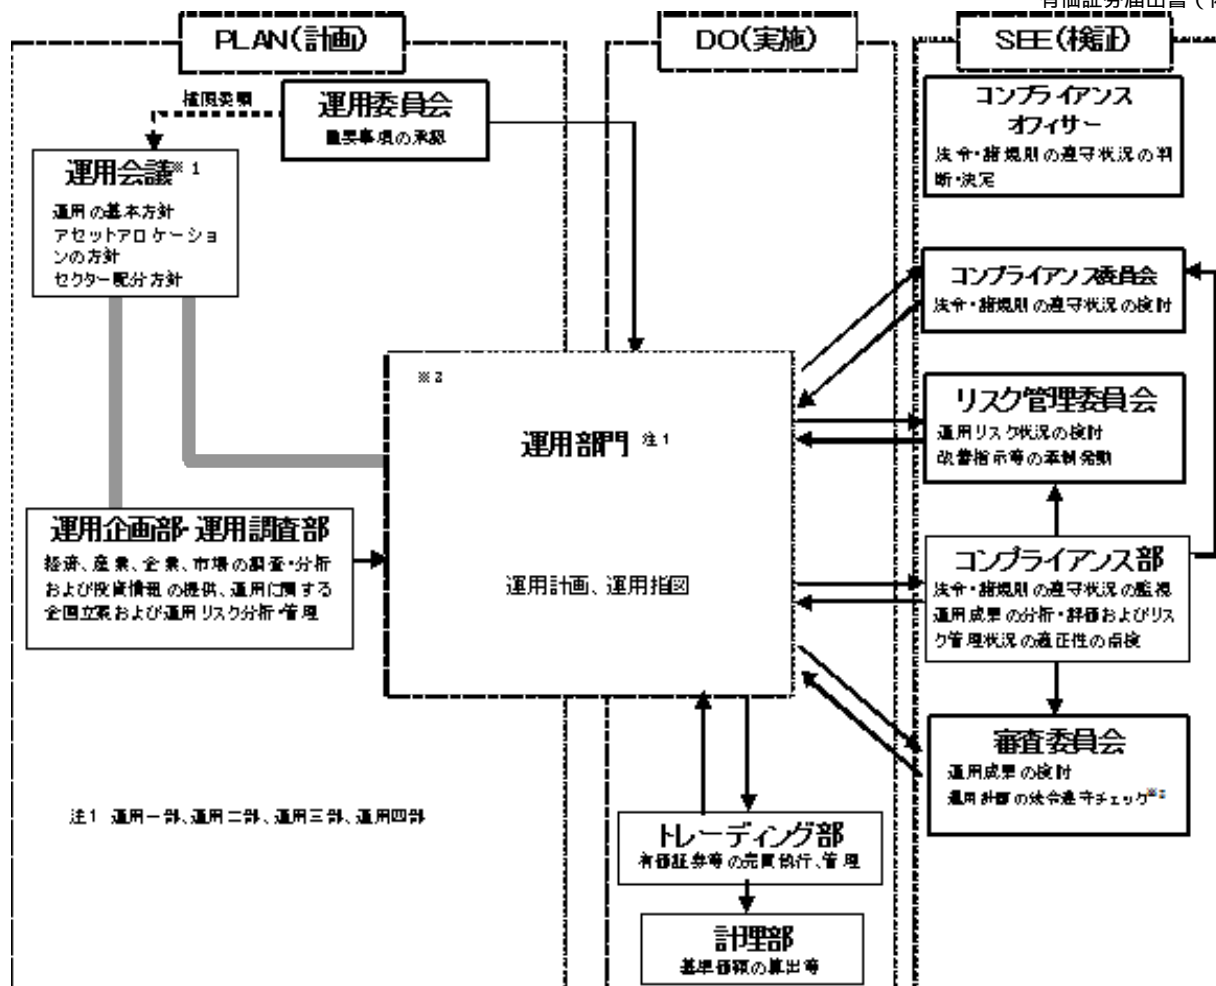 有価証券届出書（
PLAN(計画)
DO(実施)
SEE(検証)
権限委嘱
運用委員会
重要事項の承認
運用会議※1
運用の基本方針
アセットアロケーショ
ンの方針
セクター配分方針
運用企画部・運用調査部
経済、産業、企業、市場の調査・分析
および投資情報の提供、運用に関する
企画立案および運用リスク分析・管理
※2
運用部門 注1
運用計画、運用指図
注1 運用一部、運用二部、運用三部、運用四部
トレーディング部
有価証券等の売買執行、管理
計理部
基準価額の算出等
コンプライアンス
オフィサー
法令・諸規則の遵守状況の判
断・決定
コンプライアンス委員会
法令・諸規則の遵守状況の検討
リスク管理委員会
運用リスク状況の検討
改善指示等の牽制発動
コンプライアンス部
法令・諸規則の遵守状況の監視
運用成果の分析・評価およびリス
ク管理状況の適正性の点検
審査委員会
運用成果の検討
運用計画の法令遵守チェック